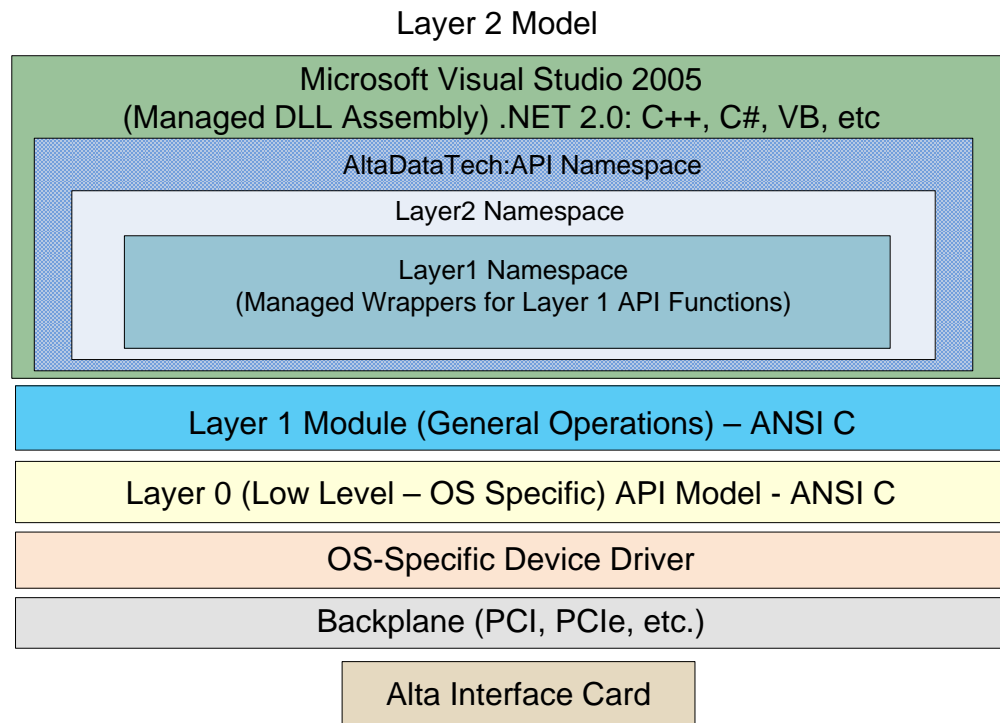 Layer 2 Model
Microsoft Visual Studio 2005
(Managed DLL Assembly) .NET 2.0: C++, C#, VB, etc
AltaDataTech:API Namespace
Layer2 Namespace
Layer1 Namespace
(Managed Wrappers for Layer 1 API Functions)
Layer 1 Module (General Operations) – ANSI C
Layer 0 (Low Level – OS Specific) API Model - ANSI C
OS-Specific Device Driver
Backplane (PCI, PCIe, etc.)
Alta Interface Card